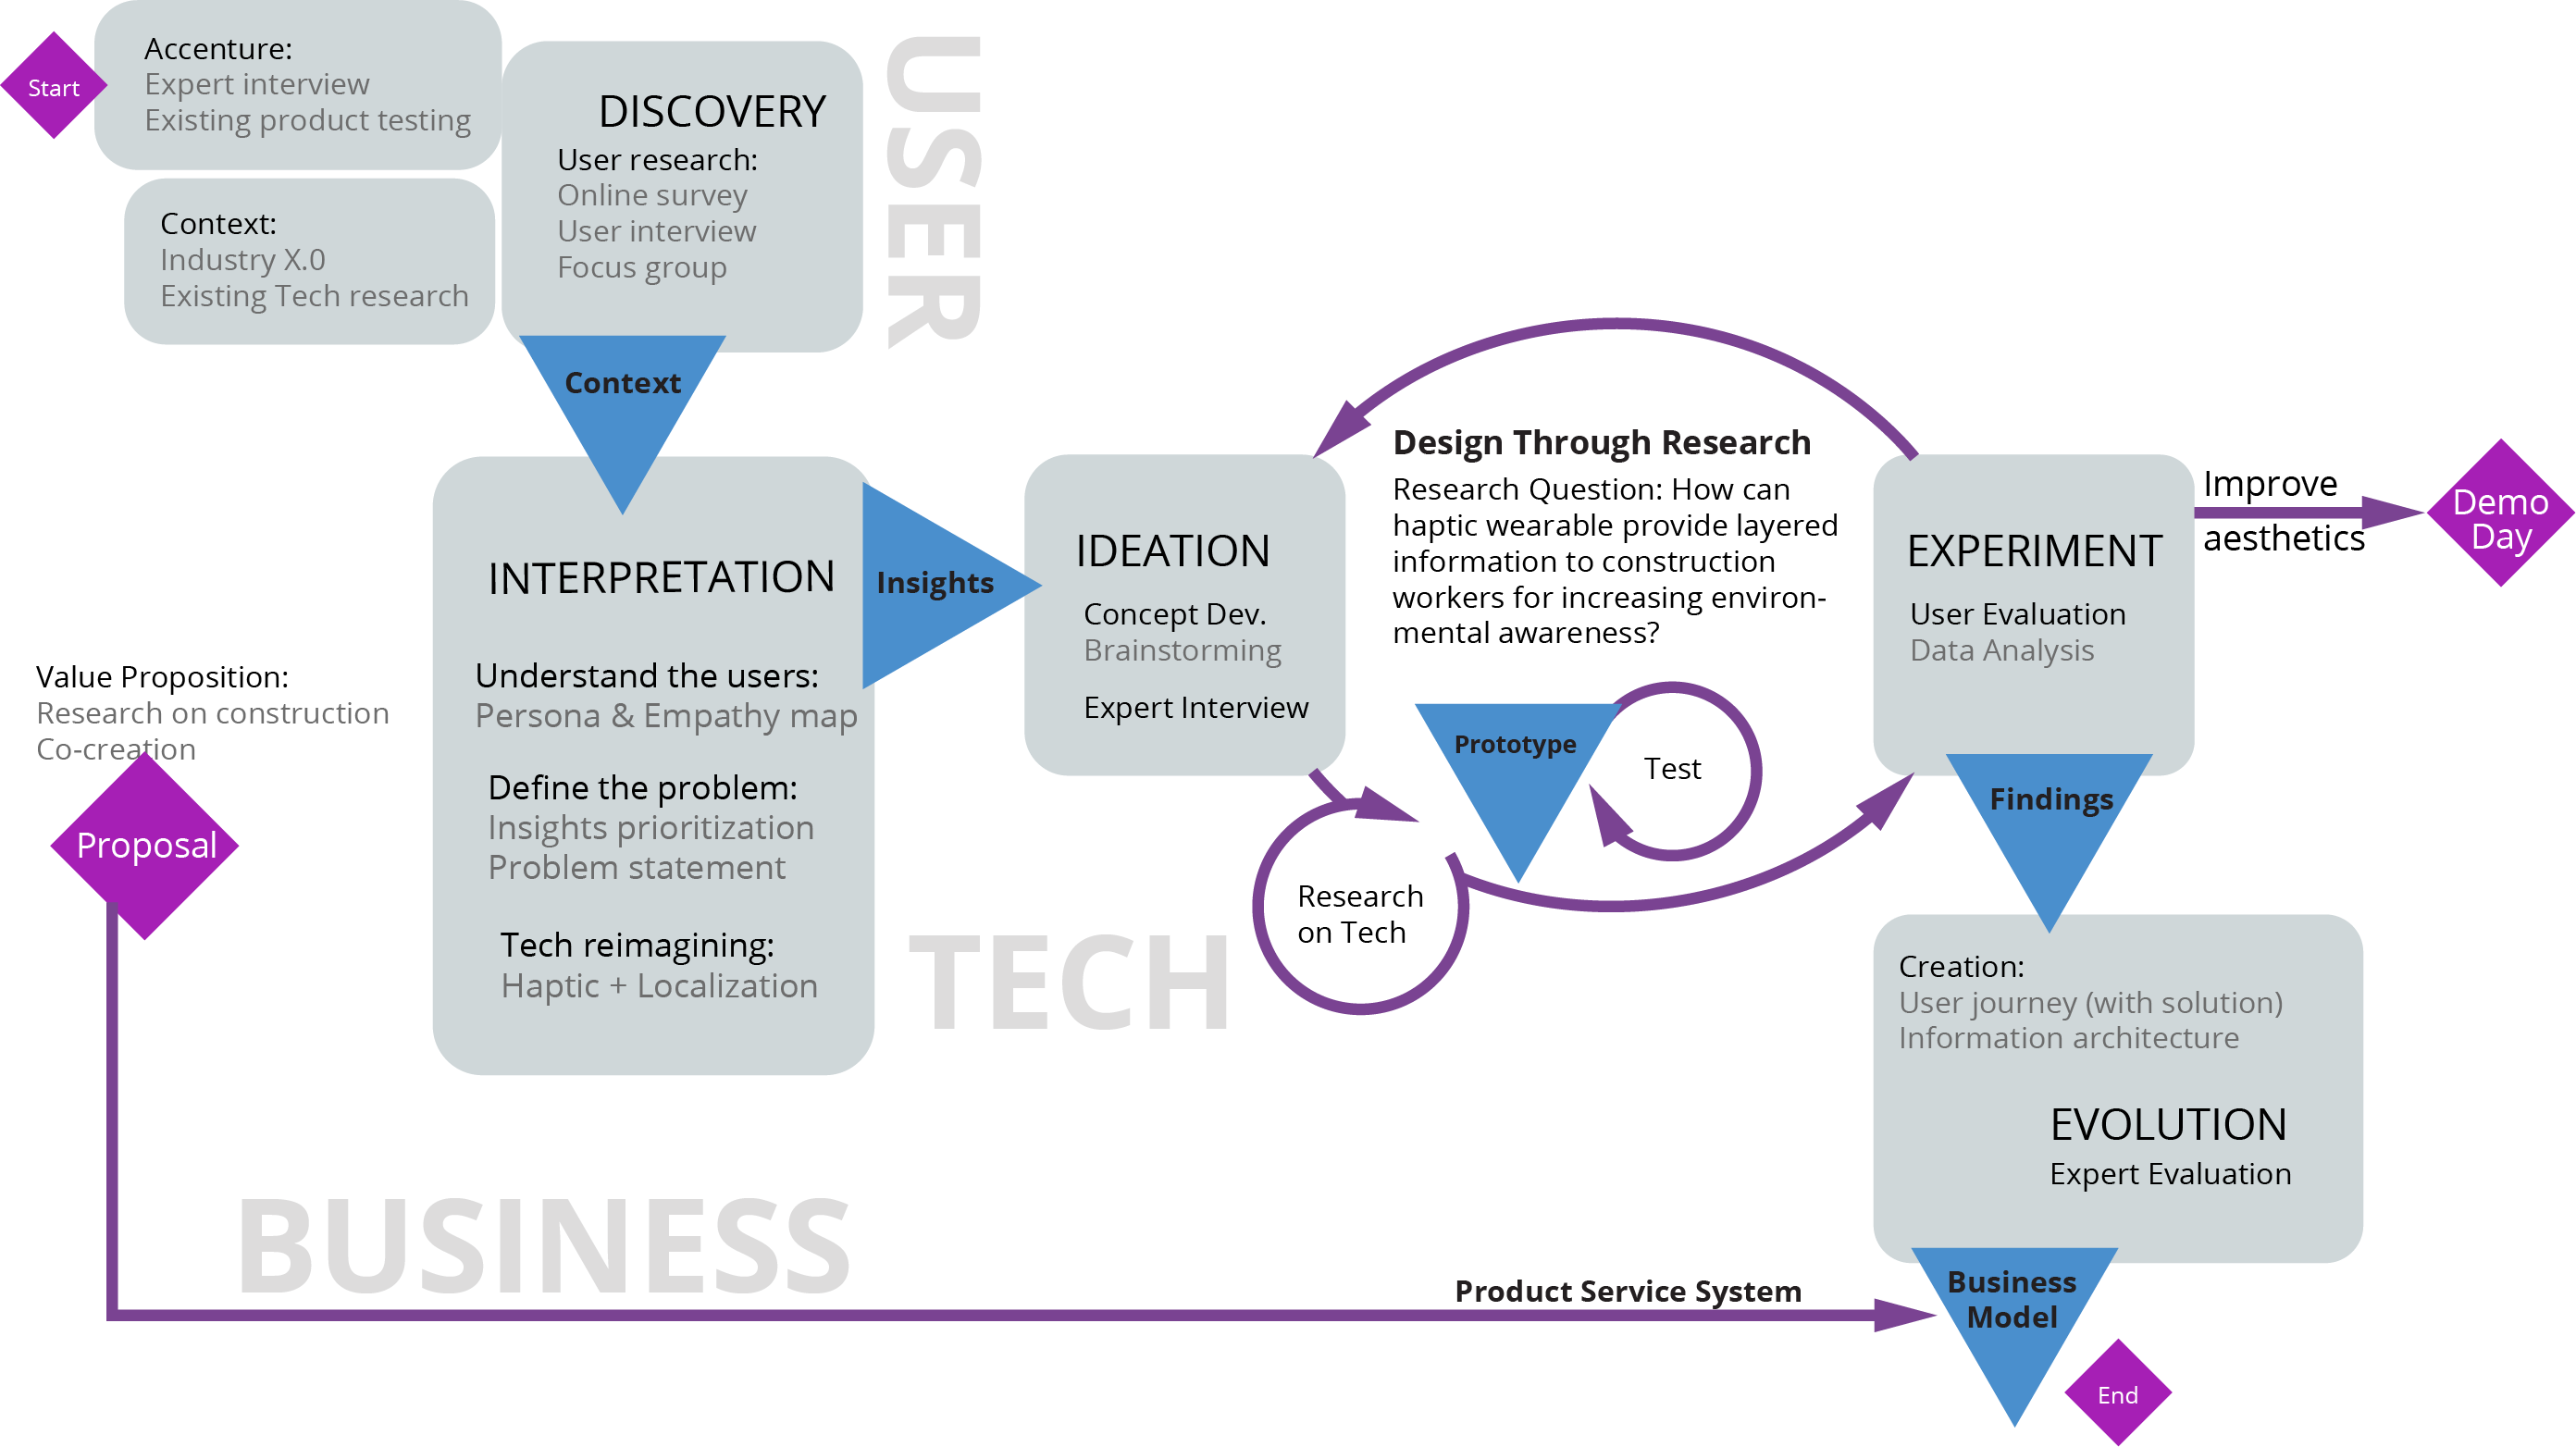 Start
Accenture:
Expert interview
Existing product testing
Context:
Industry X.0
Existing Tech research
DISCOVERY
User research:
Online survey
User interview
Focus group
USER
Context
INTERPRETATION
Understand the users:
Persona & Empathy map
Define the problem:
Insights prioritization
Problem statement
Tech reimagining:
Haptic + Localization
Insights
IDEATION
Concept Dev.
Brainstorming
Expert Interview
Design Through Research
Research Question: How can
haptic wearable provide layered
information to construction
workers for increasing environ-
mental awareness?
Prototype
Test
Research
on Tech
TECH
EXPERIMENT
User Evaluation
Data Analysis
Improve
aesthetics
Demo
Day
Findings
Creation:
User journey (with solution)
Information architecture
EVOLUTION
Expert Evaluation
Value Proposition:
Research on construction
Co-creation
Proposal
BUSINESS
Product Service System
Business
Model
End